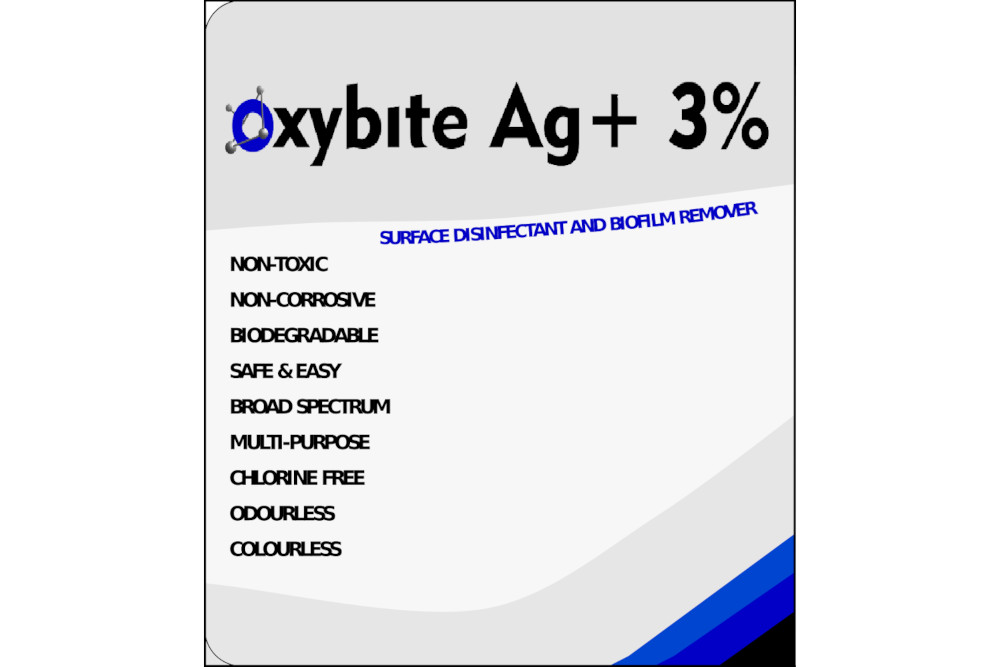 Oxybite Ag+ 3%
SURFACE DISINFECTANT AND BIOFILM REMOVER
NON-TOXIC
NON-CORROSIVE
BIODEGRADABLE
SAFE & EASY
BROAD SPECTRUM
MULTI-PURPOSE
CHLORINE FREE
ODOURLESS
COLOURLESS